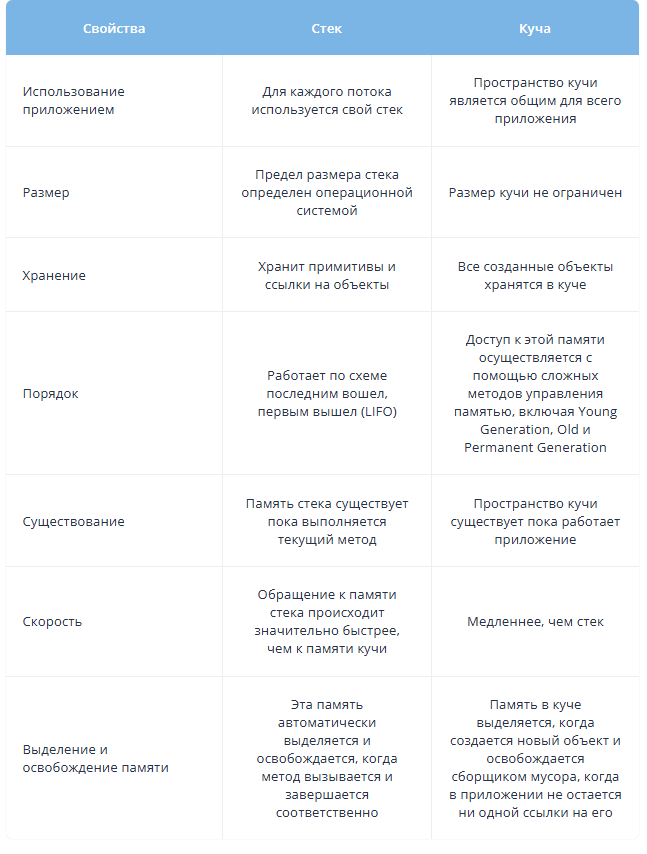 Свойства
Стек
Куча
Использование
приложением
Для каждого потока
используется свой стек
Пространство кучи
является общим для всего
приложения
Размер
Предел размера стека
определен операционной
системой
Размер кучи не ограничен
Хранение
Хранит примитивы и
ссылки на объекты
Все созданные объекты
хранятся в куче
Порядок
Работает по схеме
последним вошел,
первым вышел (LIFO)
Доступ к этой памяти
осуществляется с
помощью сложных
методов управления
памятью, включая Young
Generation, Old и
Permanent Generation
Существование
Память стека существует
пока выполняется
текущий метод
Пространство кучи
существует пока работает
приложение
Скорость
Обращение к памяти
стека происходит
значительно быстрее,
чем к памяти кучи
Медленнее, чем стек
Выделение и
освобождение памяти
Эта память
автоматически
выделяется и
освобождается, когда
метод вызывается и
завершается
соответственно
Память в куче
выделяется, когда
создается новый объект и
освобождается
сборщиком мусора, когда
в приложении не остается
ни одной ссылки на его